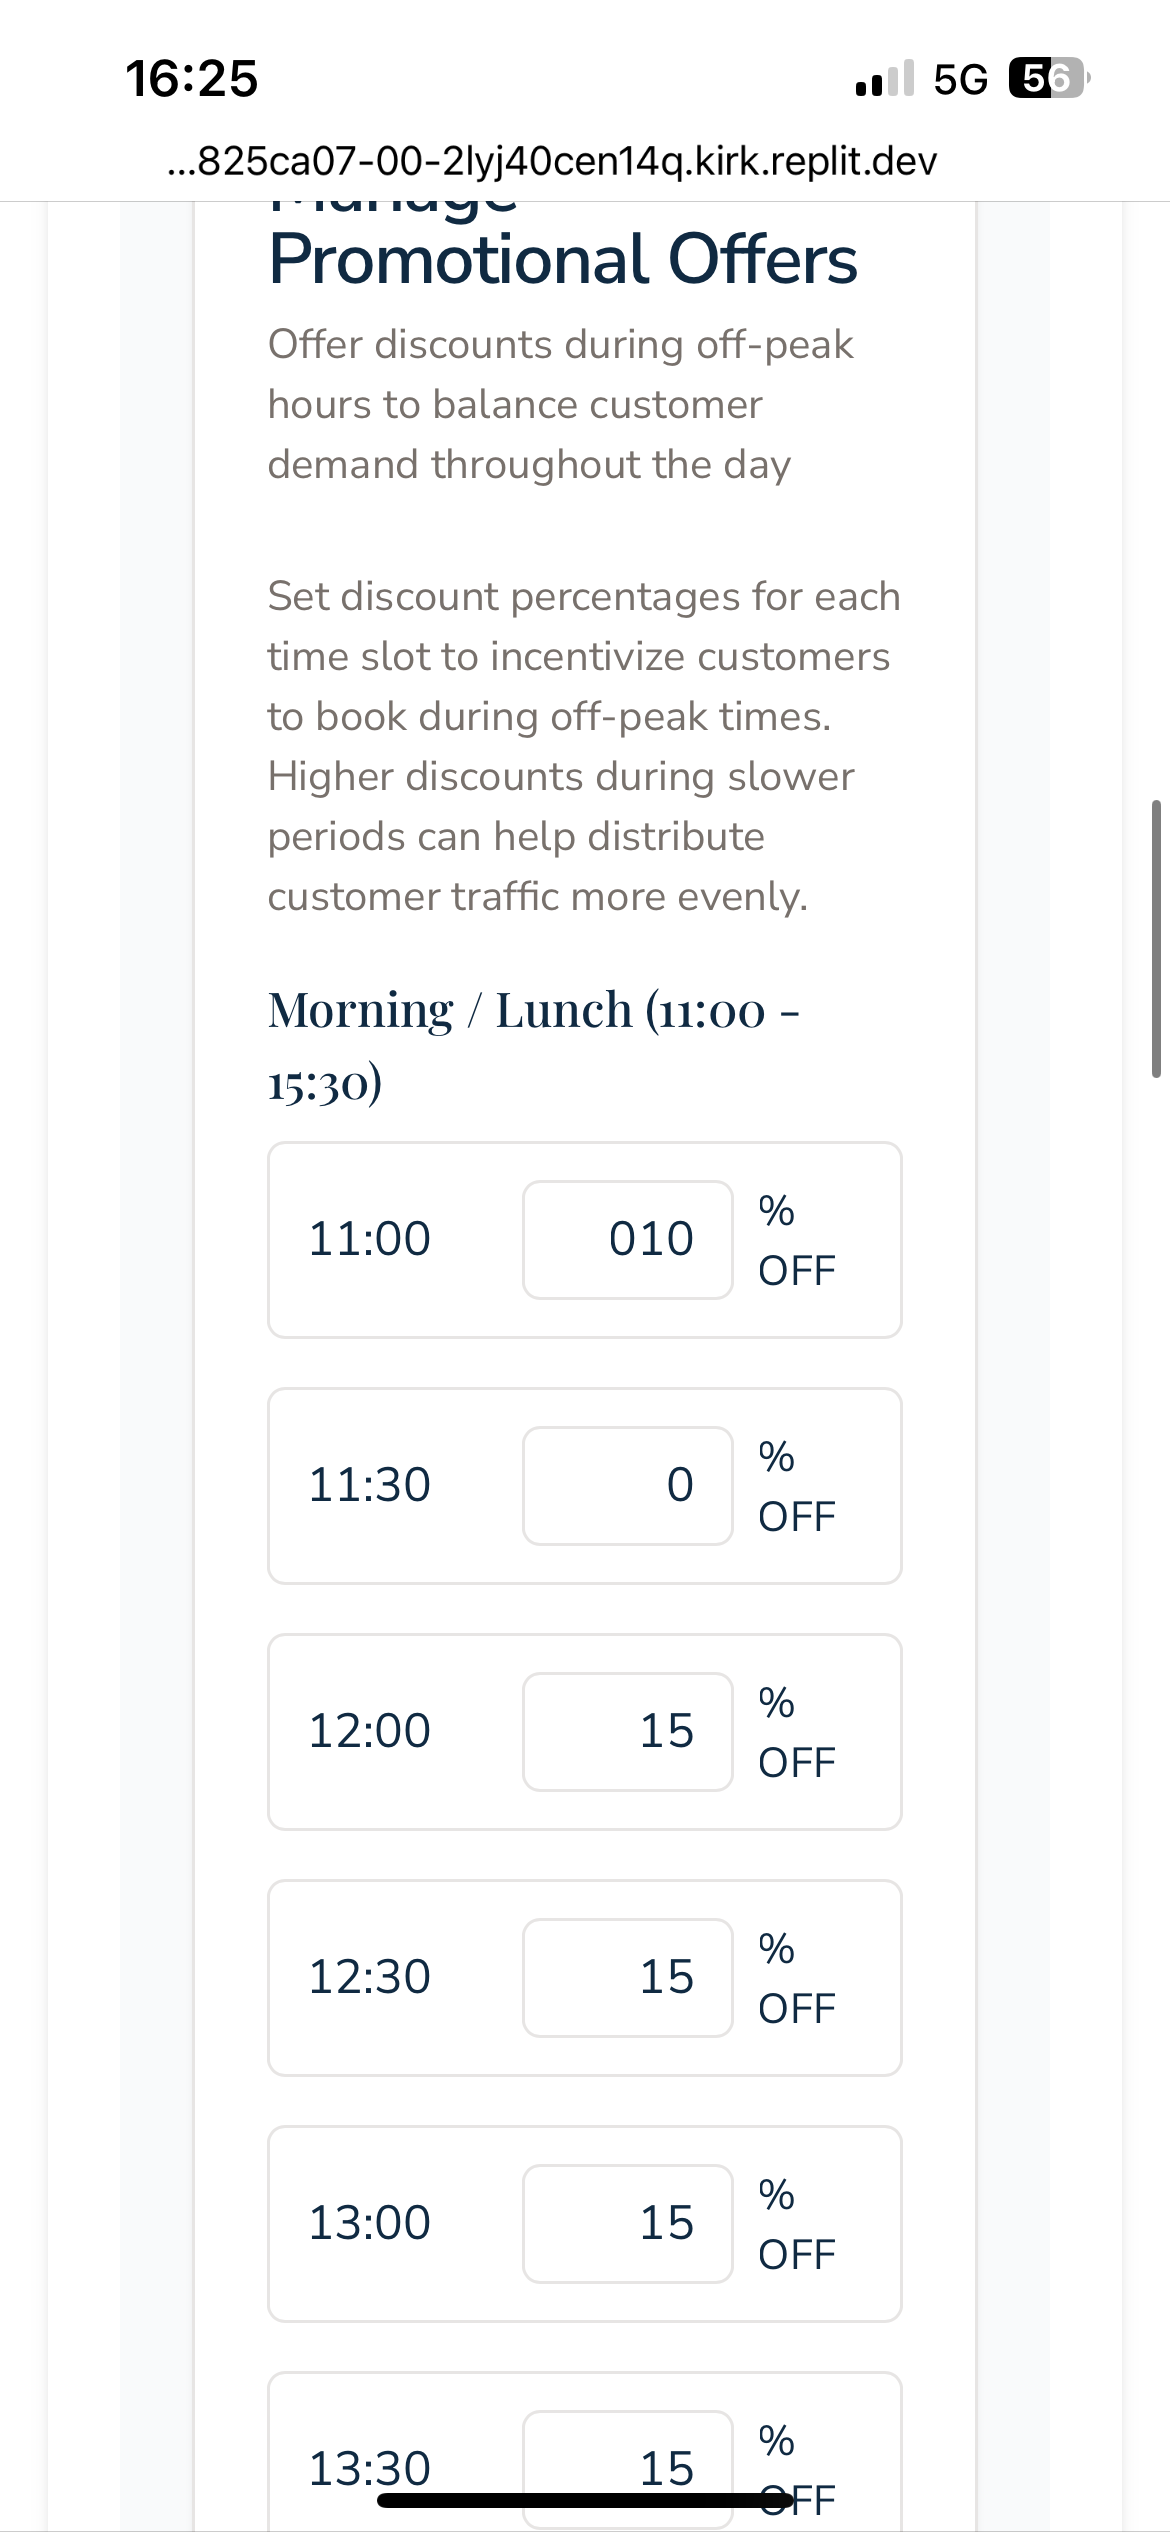 16:25
5G 56
...825ca07-00-2lyj40cen14q.kirk.replit.dev
Manage
Promotional Offers
Offer discounts during off-peak
hours to balance customer
demand throughout the day
Set discount percentages for each
time slot to incentivize customers
to book during off-peak times.
Higher discounts during slower
periods can help distribute
customer traffic more evenly.
Morning / Lunch (11:00 -
15:30)
11:00 010 %
OFF
11:30 0 %
OFF
12:00 15 %
OFF
12:30 15 %
OFF
13:00 15 %
OFF
13:30 15 %
OFF